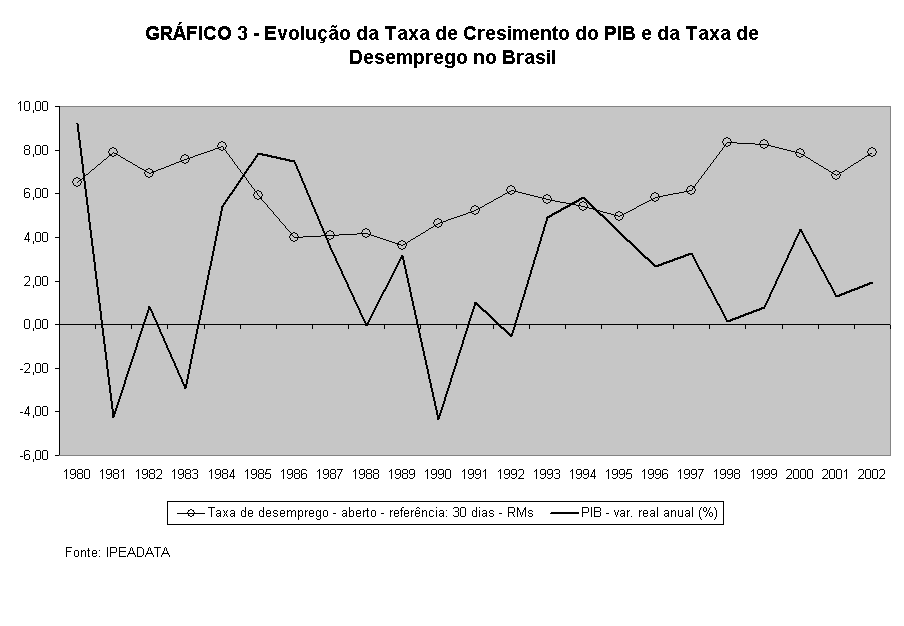 GRÁFICO 3 - Evolução da Taxa de Cresimento do PIB e da Taxa de
Desemprego no Brasil
10,00
8,00
6,00
4,00
2,00
0,00
-2,00
-4,00
-6,00
1980 1981 1982 1983 1984 1985 1986 1987 1988 1989 1990 1991 1992 1993 1994 1995 1996 1997 1998 1999 2000 2001 2002
Taxa de desemprego - aberto - referência: 30 dias - RMs PIB - var. real anual (%)
Fonte: IPEADATA